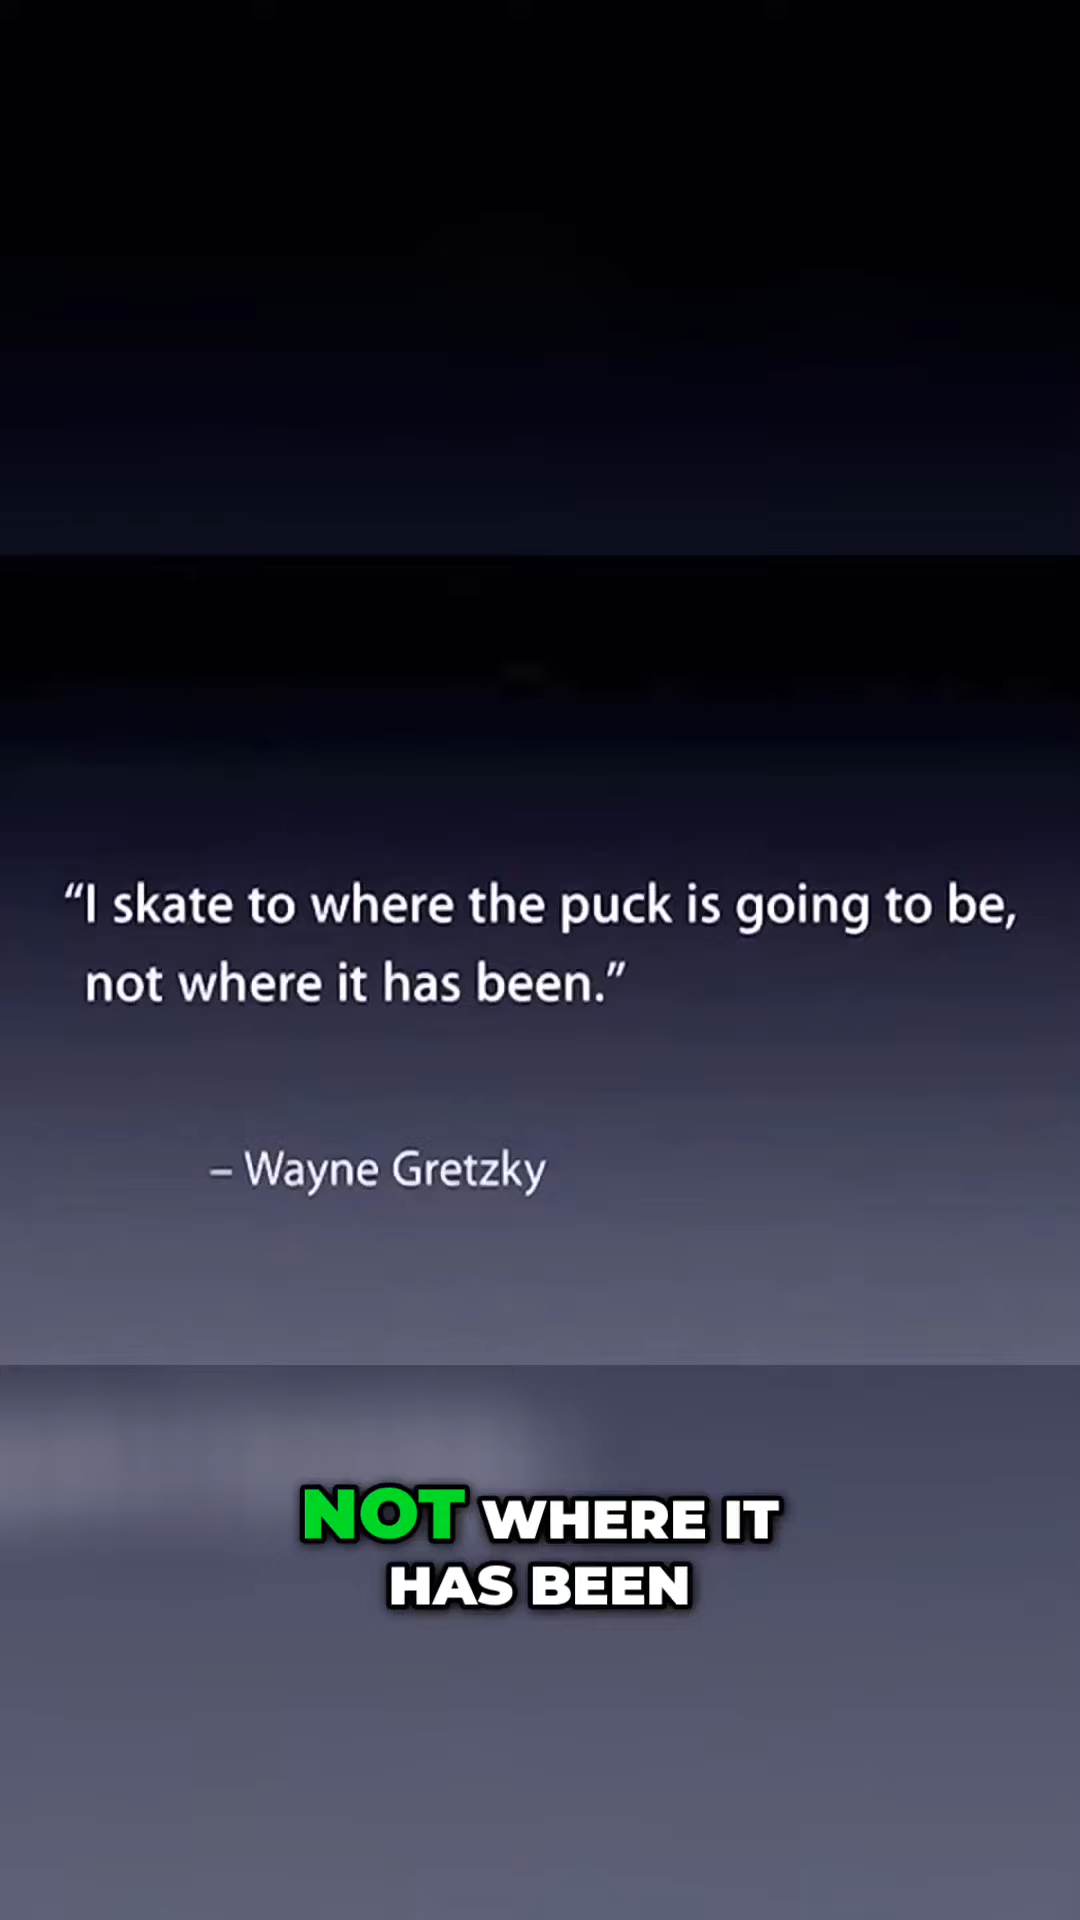 “I skate to where the puck is going to be,
not where it has been.”
– Wayne Gretzky
NOT WHERE IT
HAS BEEN